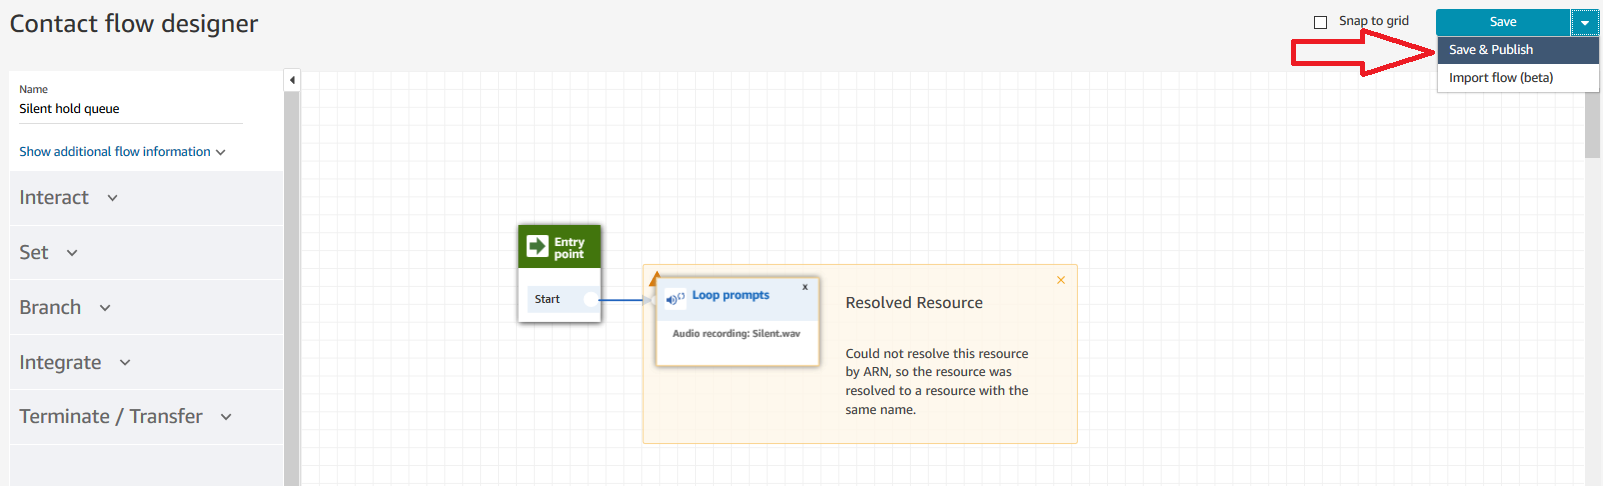 Contact flow designer
Snap to grid
Save
Save & Publish
Import flow (beta)
Name
Silent hold queue
Show additional flow information
Interact
Set
Branch
Integrate
Terminate / Transfer
Entry
point
Start
Loop prompts
x
Audio recording: Silent.wav
Resolved Resource
Could not resolve this resource
by ARN, so the resource was
resolved to a resource with the
same name.